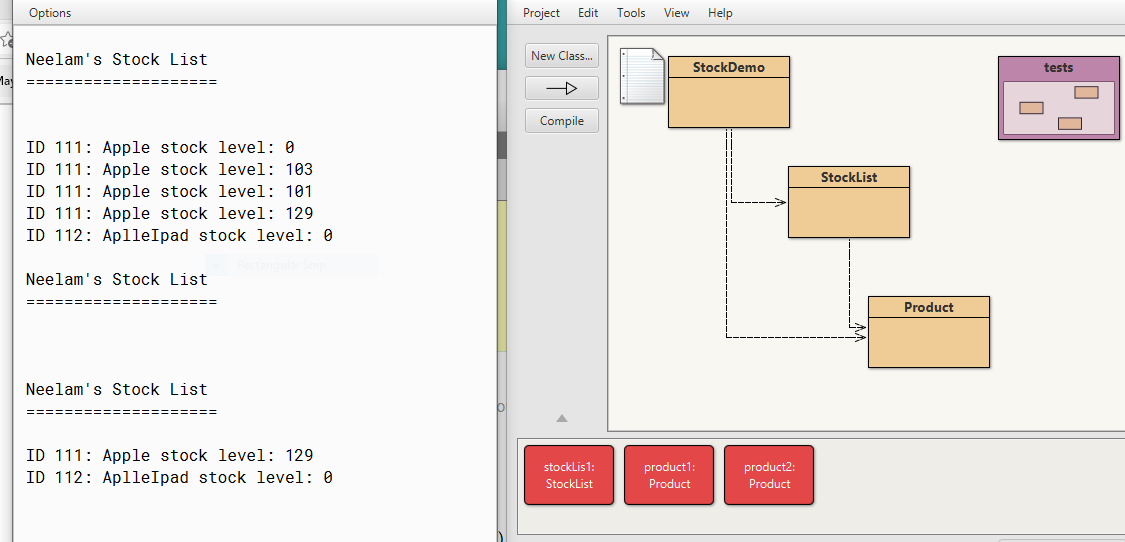 Options
Neelam's Stock List
====================
ID 111: Apple stock level: 0
ID 111: Apple stock level: 103
ID 111: Apple stock level: 101
ID 111: Apple stock level: 129
ID 112: AplleIpad stock level: 0
Neelam's Stock List
====================
Neelam's Stock List
====================
ID 111: Apple stock level: 129
ID 112: AplleIpad stock level: 0
Project Edit Tools View Help
New Class...
Compile
StockDemo
tests
StockList
Product
stockLis1:
StockList
product1:
Product
product2:
Product